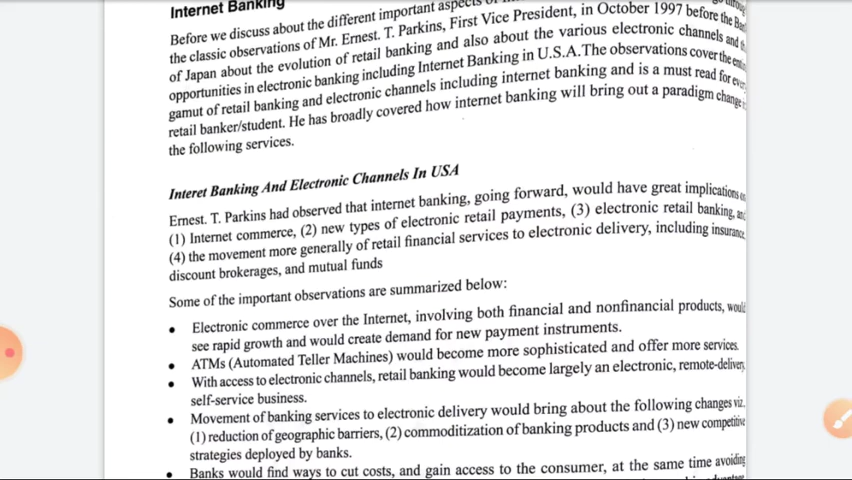 Internet Banking
Before we discuss about the different important aspects of
the classic observations of Mr. Ernest. T. Parkins, First Vice President, in October 1997 before the
of Japan about the evolution of retail banking and also about the various electronic channels and
opportunities in electronic banking including Internet Banking in U.S.A.The observations cover the
gamut of retail banking and electronic channels including internet banking and is a must read for
retail banker/student. He has broadly covered how internet banking will bring out a paradigm change
the following services.
Interet Banking And Electronic Channels In USA
Ernest. T. Parkins had observed that internet banking, going forward, would have great implications
(1) Internet commerce, (2) new types of electronic retail payments, (3) electronic retail banking,
(4) the movement more generally of retail financial services to electronic delivery, including insurance,
discount brokerages, and mutual funds
Some of the important observations are summarized below:
• Electronic commerce over the Internet, involving both financial and nonfinancial products, would
see rapid growth and would create demand for new payment instruments.
• ATMs (Automated Teller Machines) would become more sophisticated and offer more services.
• With access to electronic channels, retail banking would become largely an electronic, remote-delivery,
self-service business.
• Movement of banking services to electronic delivery would bring about the following changes viz.
(1) reduction of geographic barriers, (2) commoditization of banking products and (3) new competitive
strategies deployed by banks.
• Banks would find ways to cut costs, and gain access to the consumer, at the same time avoiding